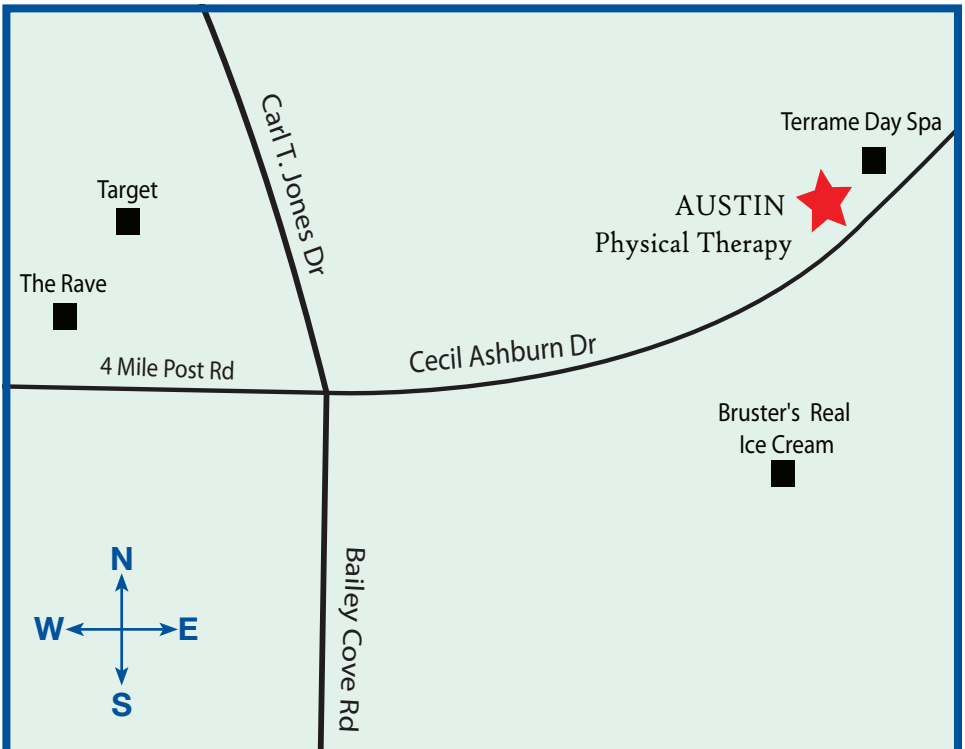 Carl T. Jones Dr
Terrame Day Spa
Target
AUSTIN
Physical Therapy
The Rave
4 Mile Post Rd
Cecil Ashburn Dr
Bruster's Real
Ice Cream
Bailey Cove Rd
N
W E
S